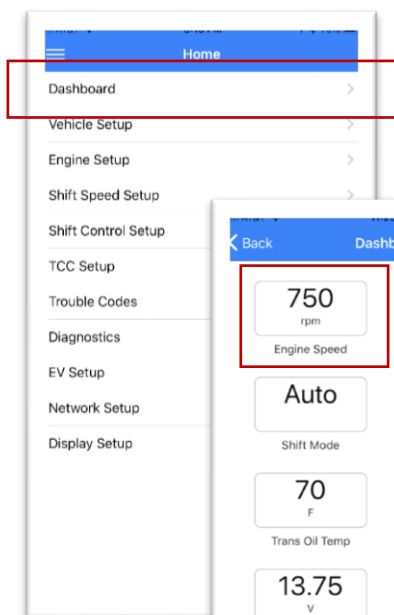 Home
Dashboard
Vehicle Setup
Engine Setup
Shift Speed Setup
Shift Control Setup
TCC Setup
Trouble Codes
Diagnostics
EV Setup
Network Setup
Display Setup
Back Dashb
750
rpm
Engine Speed
Auto
Shift Mode
70
F
Trans Oil Temp
13.75
V